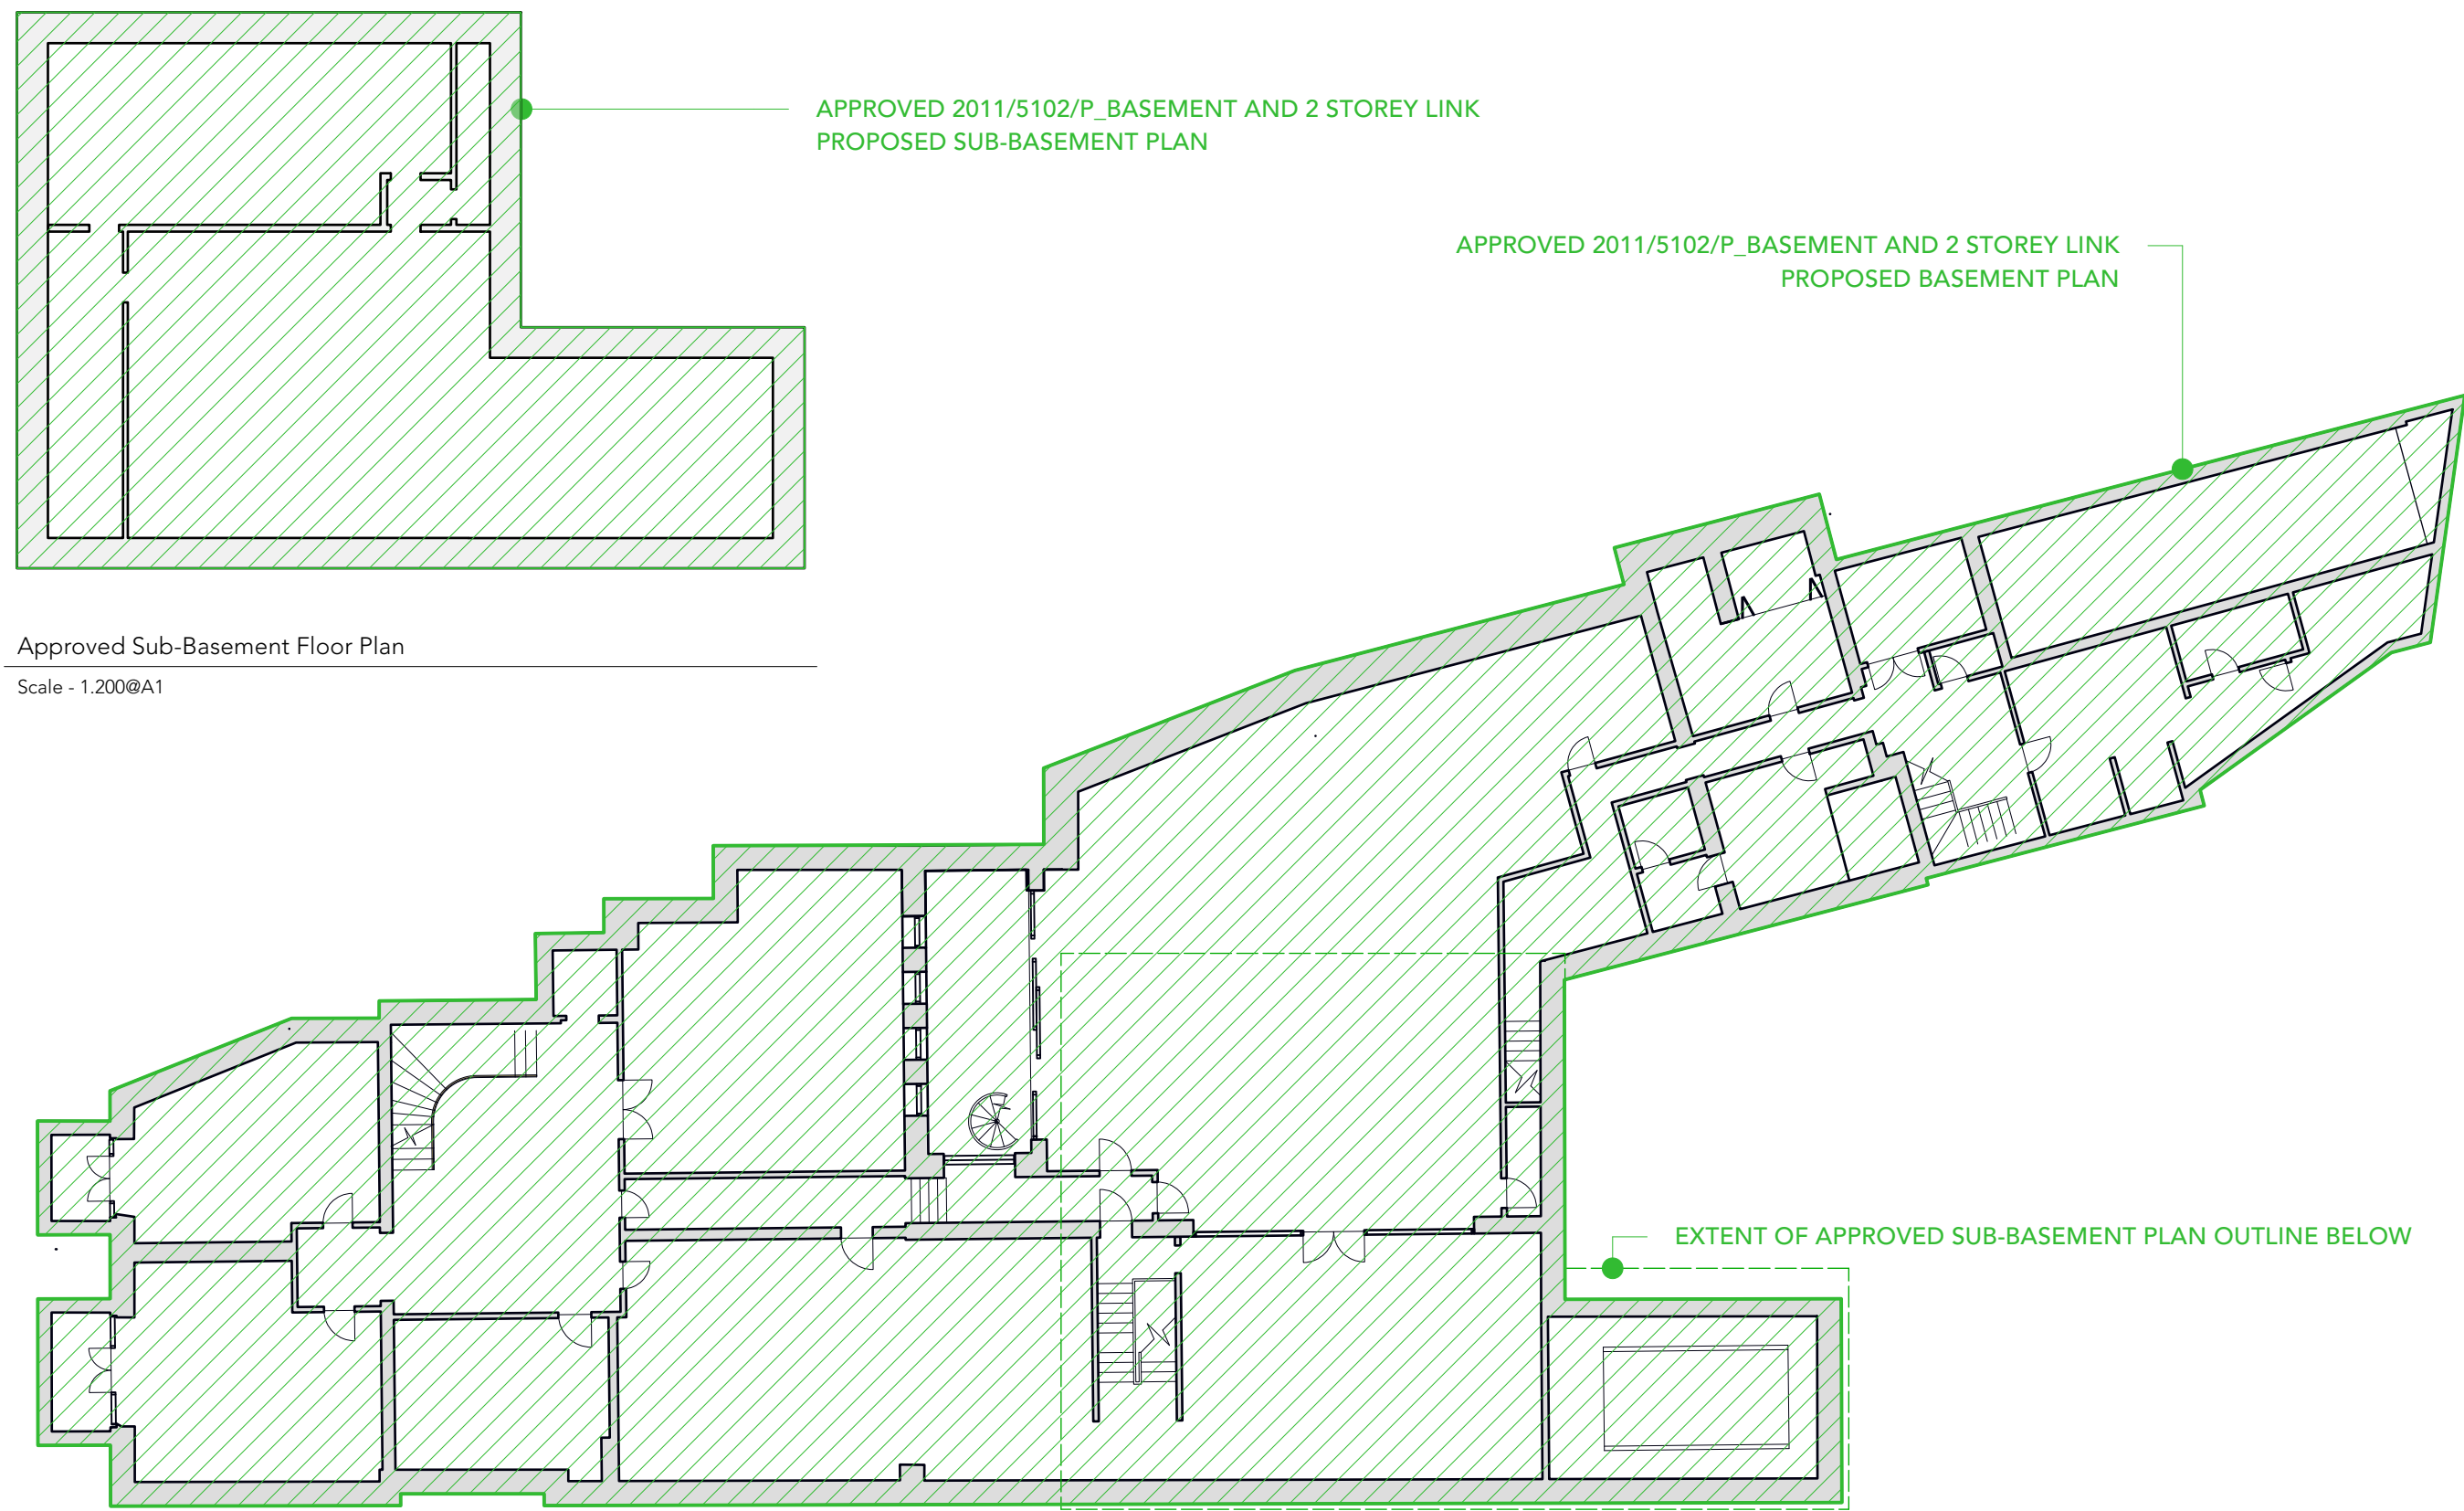 APPROVED 2011/5102/P_BASEMENT AND 2 STOREY LINK
PROPOSED SUB-BASEMENT PLAN
APPROVED 2011/5102/P_BASEMENT AND 2 STOREY LINK
PROPOSED BASEMENT PLAN
Approved Sub-Basement Floor Plan
Scale - 1.200@A1
EXTENT OF APPROVED SUB-BASEMENT PLAN OUTLINE BELOW